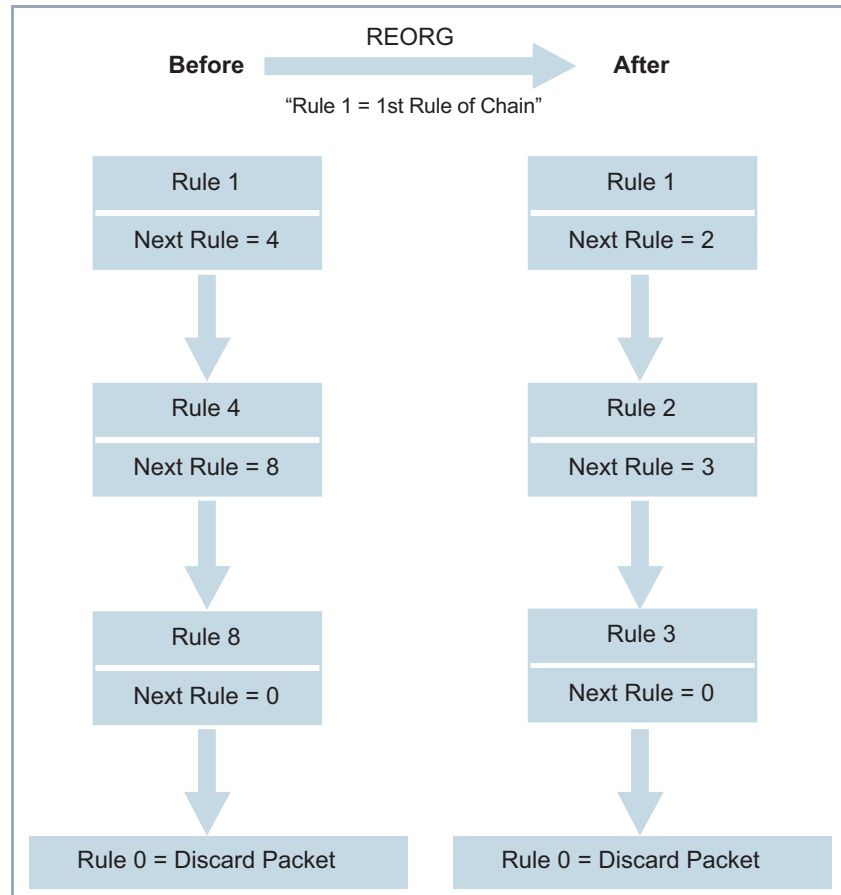 REORG
Before
After
“Rule 1 = 1st Rule of Chain”
Rule 1
Next Rule = 4
Rule 4
Next Rule = 8
Rule 8
Next Rule = 0
Rule 0 = Discard Packet
Rule 1
Next Rule = 2
Rule 2
Next Rule = 3
Rule 3
Next Rule = 0
Rule 0 = Discard Packet